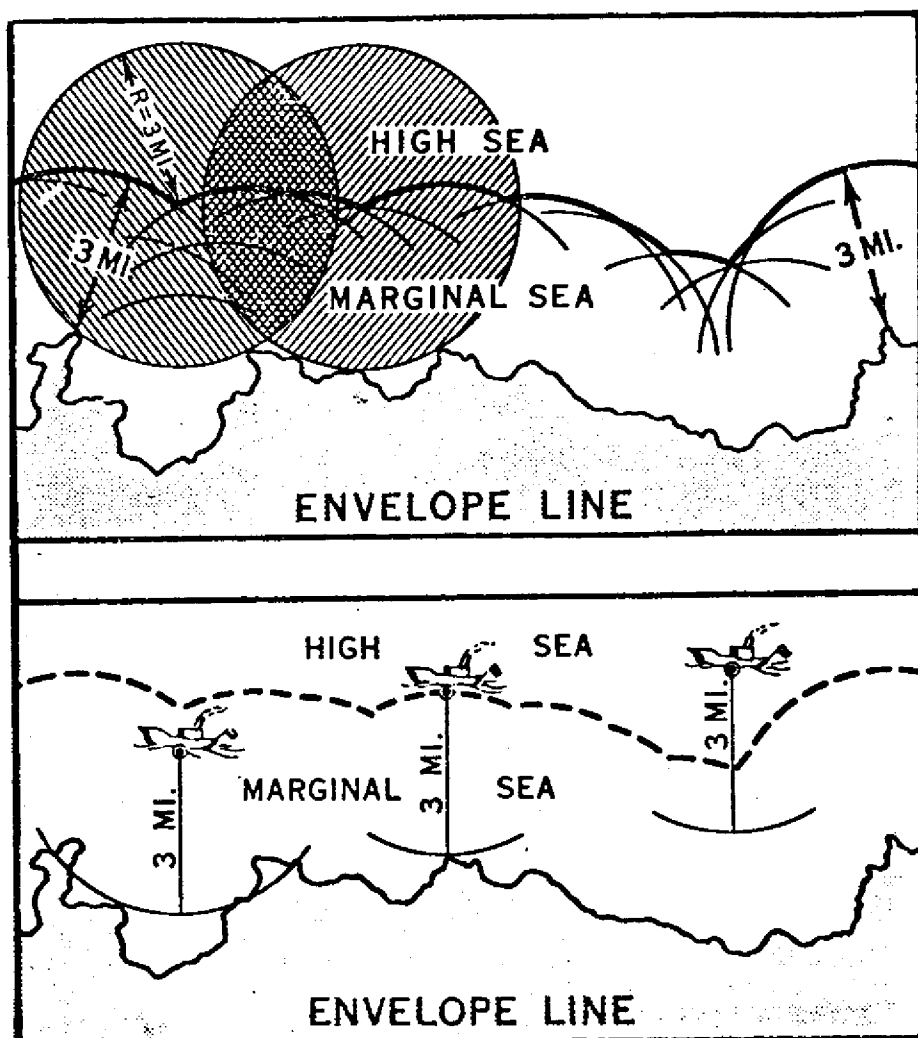 R=3 MI.
HIGH SEA
3 MI.
3 MI.
MARGINAL SEA
ENVELOPE LINE
HIGH SEA
3 MI.
3 MI.
MARGINAL SEA
3 MI.
ENVELOPE LINE